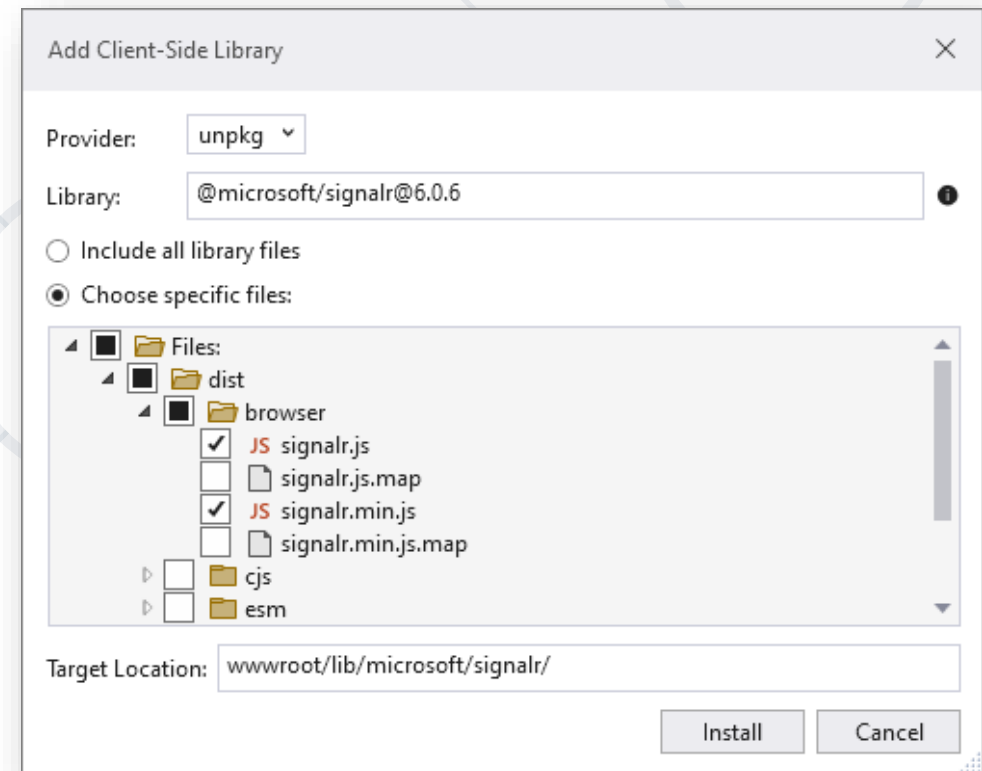 Add Client-Side Library
Provider: unpkg
Library: @microsoft/signalr@6.0.6
Include all library files
Choose specific files:
Files:
dist
browser
JS signalr.js
signalr.js.map
JS signalr.min.js
signalr.min.js.map
cjs
esm
Target Location: wwwroot/lib/microsoft/signalr/
Install Cancel